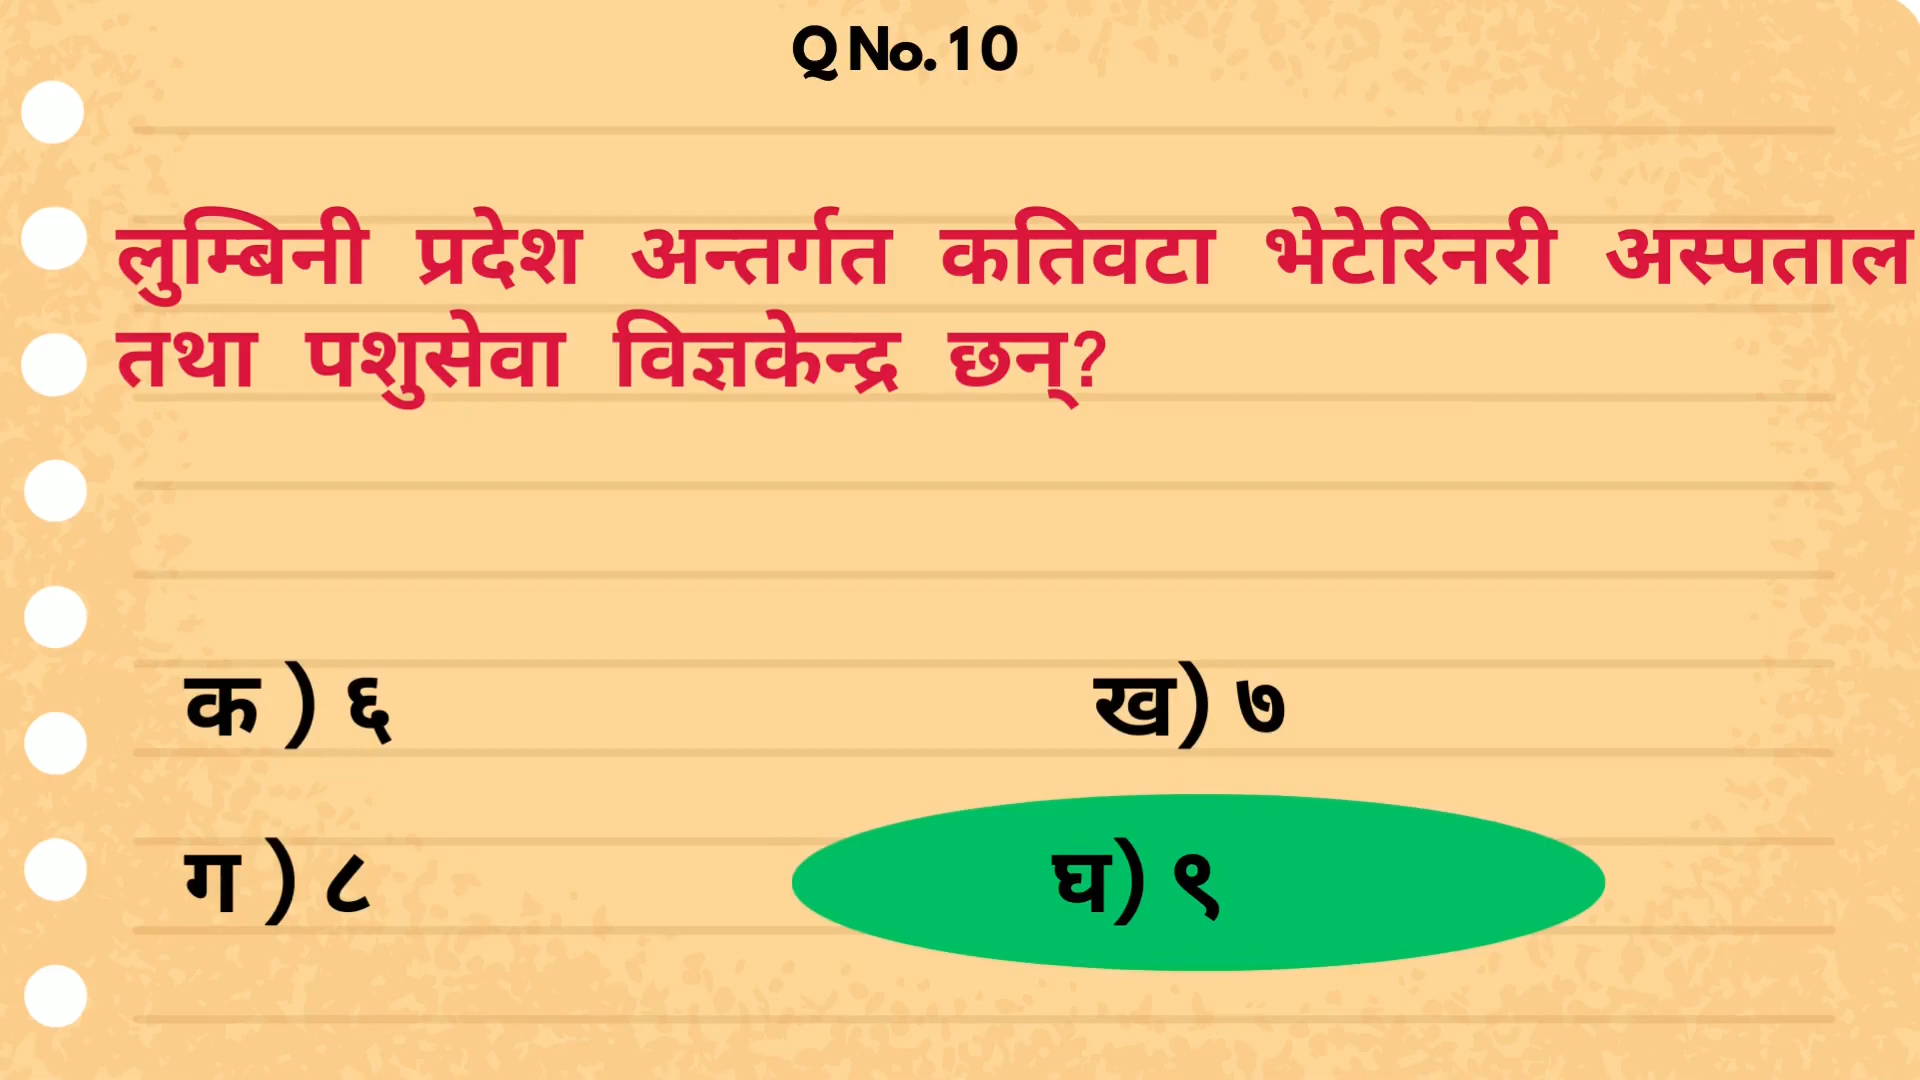 Q No. 10
लुम्बिनी प्रदेश अन्तर्गत कतिवटा भेटेरिनरी अस्पताल
तथा पशुसेवा विज्ञकेन्द्र छन्?
क ) ६
ख) ७
ग ) ८
घ) ९